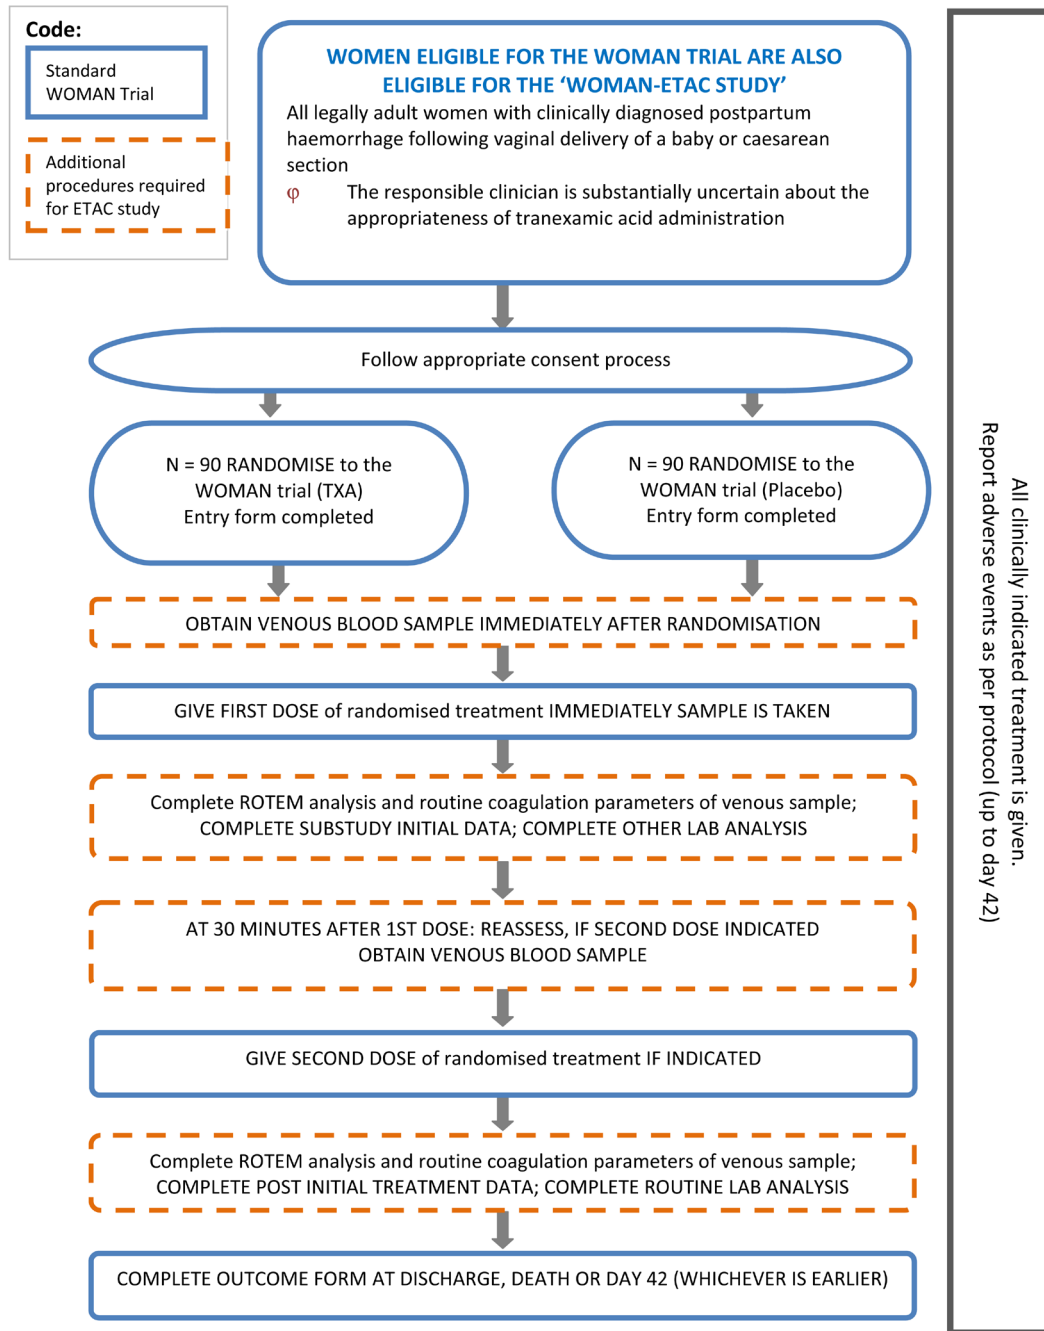 Code:
Standard
WOMAN Trial
Additional
procedures required
for ETAC study
WOMEN ELIGIBLE FOR THE WOMAN TRIAL ARE ALSO
ELIGIBLE FOR THE ‘WOMAN-ETAC STUDY’
All legally adult women with clinically diagnosed postpartum
haemorrhage following vaginal delivery of a baby or caesarean
section
φ The responsible clinician is substantially uncertain about the
appropriateness of tranexamic acid administration
Follow appropriate consent process
N = 90 RANDOMISE to the
WOMAN trial (TXA)
Entry form completed
N = 90 RANDOMISE to the
WOMAN trial (Placebo)
Entry form completed
OBTAIN VENOUS BLOOD SAMPLE IMMEDIATELY AFTER RANDOMISATION
GIVE FIRST DOSE of randomised treatment IMMEDIATELY SAMPLE IS TAKEN
Complete ROTEM analysis and routine coagulation parameters of venous sample;
COMPLETE SUBSTUDY INITIAL DATA; COMPLETE OTHER LAB ANALYSIS
AT 30 MINUTES AFTER 1ST DOSE: REASSESS, IF SECOND DOSE INDICATED
OBTAIN VENOUS BLOOD SAMPLE
GIVE SECOND DOSE of randomised treatment IF INDICATED
Complete ROTEM analysis and routine coagulation parameters of venous sample;
COMPLETE POST INITIAL TREATMENT DATA; COMPLETE ROUTINE LAB ANALYSIS
COMPLETE OUTCOME FORM AT DISCHARGE, DEATH OR DAY 42 (WHICHEVER IS EARLIER)
All clinically indicated treatment is given.
Report adverse events as per protocol (up to day 42)